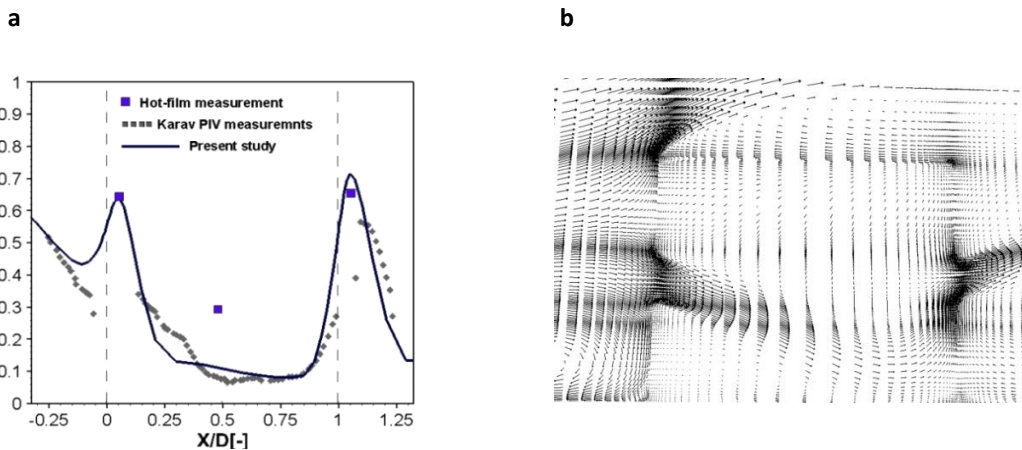 a
b
1
0.9
0.8
0.7
0.6
0.5
0.4
0.3
0.2
0.1
0
Hot-film measurement
Karav PIV measuremnts
Present study
-0.25 0 0.25 0.5 0.75 1 1.25
X/D[-]